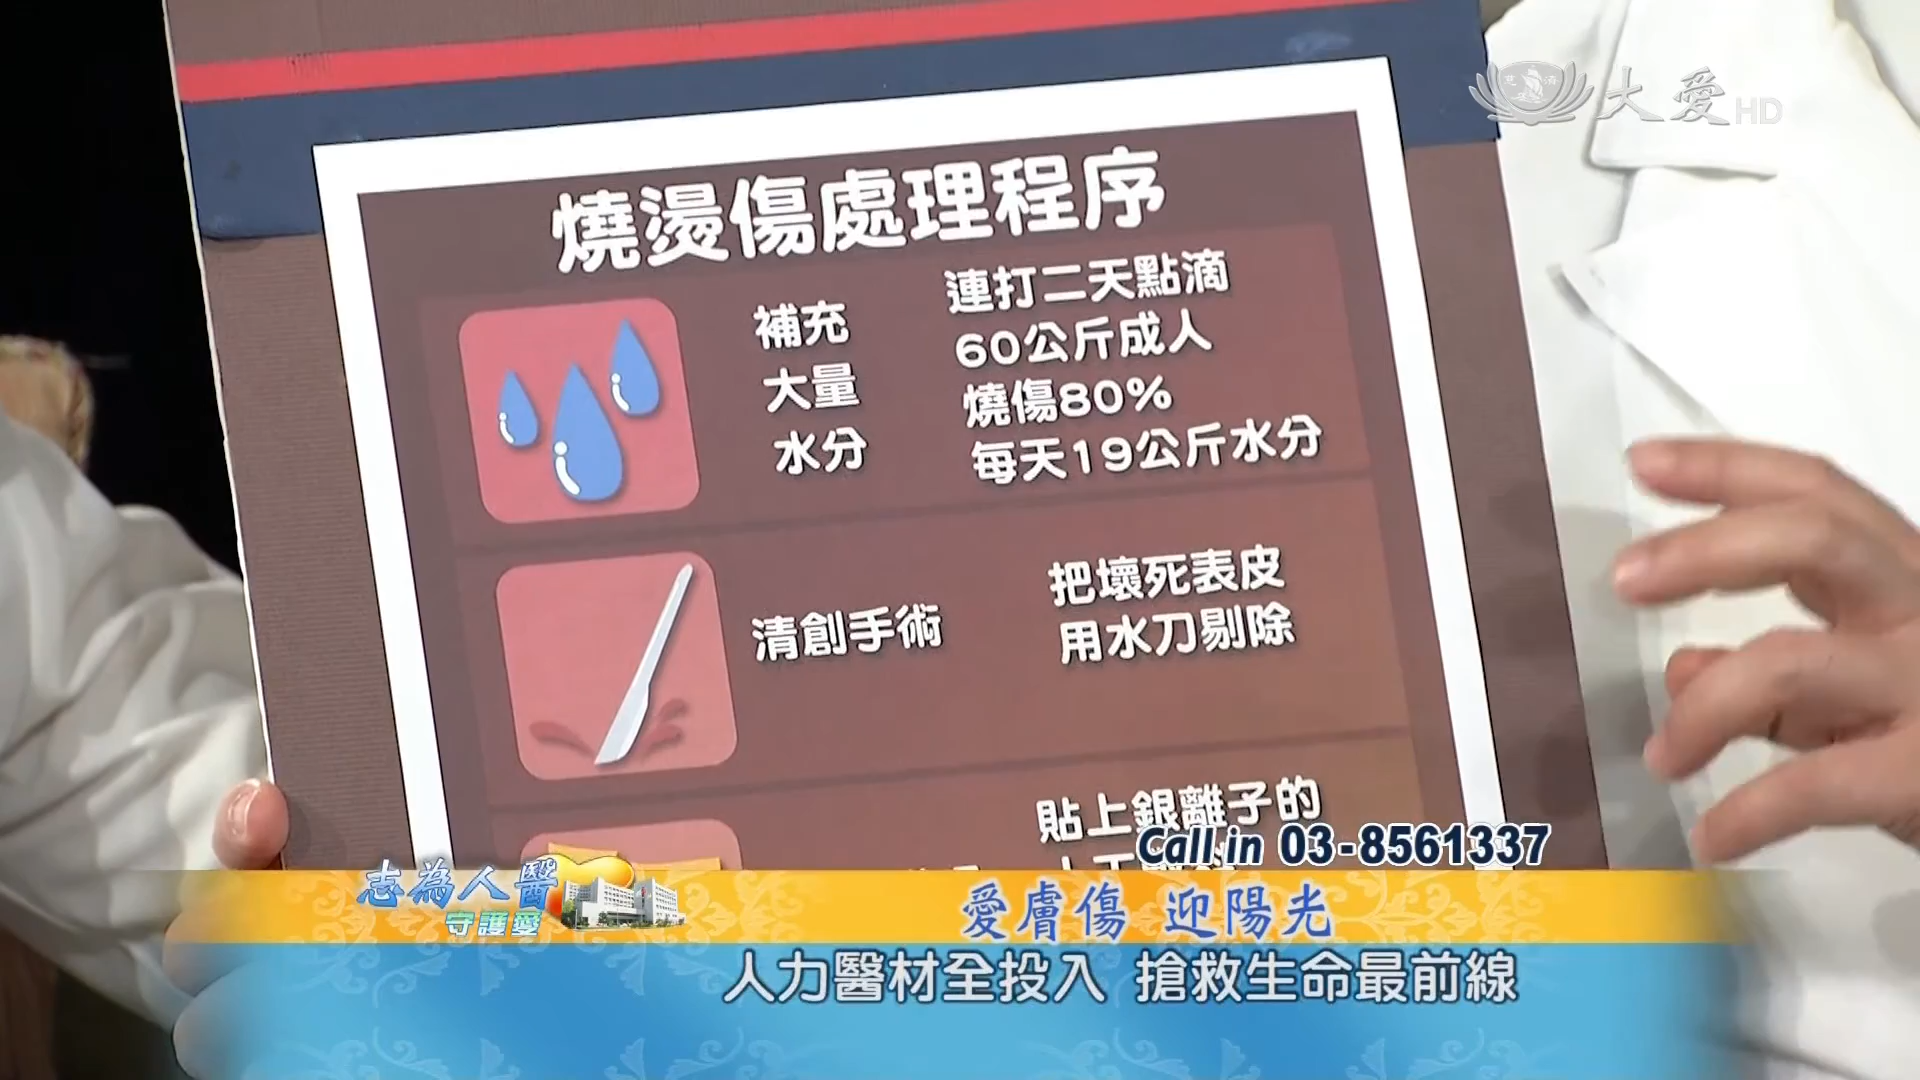 大愛HD
燒燙傷處理程序
補充
大量
水分
連打二天點滴
60公斤成人
燒傷80%
每天19公斤水分
清創手術
把壞死表皮
用水刀剔除
貼上銀離子的
Call in 03-8561337
志為人醫
守護愛
愛膚傷 迎陽光
人力醫材全投入 搶救生命最前線